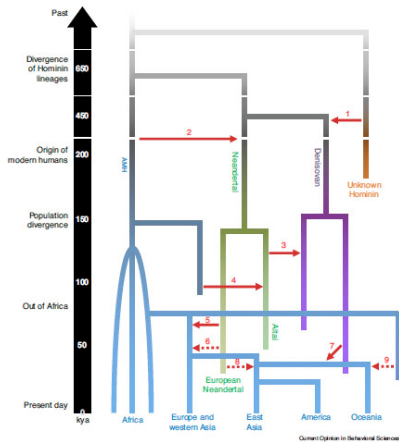 Past
Divergence
of Hominin
lineages
650
450
Origin of
modern humans
200
Population
divergence
150
100
Out of Africa
50
Present day
0
kya
AMH
Neandertal
Denisovan
Unknown
Hominin
Altai
European
Neandertal
1
2
3
4
5
6
7
8
9
Africa
Europe and
western Asia
East
Asia
America
Oceania
Current Opinion in Behavioral Sciences